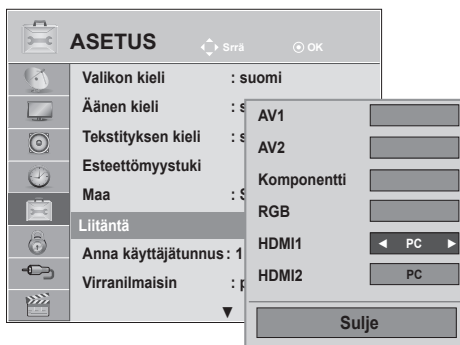 ASETUS
Srrä
OK
Valikon kieli : suomi
Äänen kieli : s
Tekstityksen kieli : s
Esteettömyystuki
Maa : S
Liitäntä
Anna käyttäjätunnus : 1
Virranilmaisin : p
▼
AV1
AV2
Komponentti
RGB
HDMI1 ◄ PC ►
HDMI2 PC
Sulje